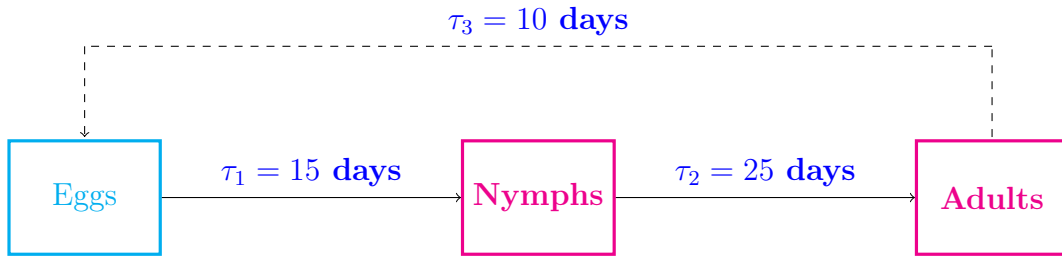 τ₃ = 10 days
Eggs
τ₁ = 15 days
Nymphs
τ₂ = 25 days
Adults